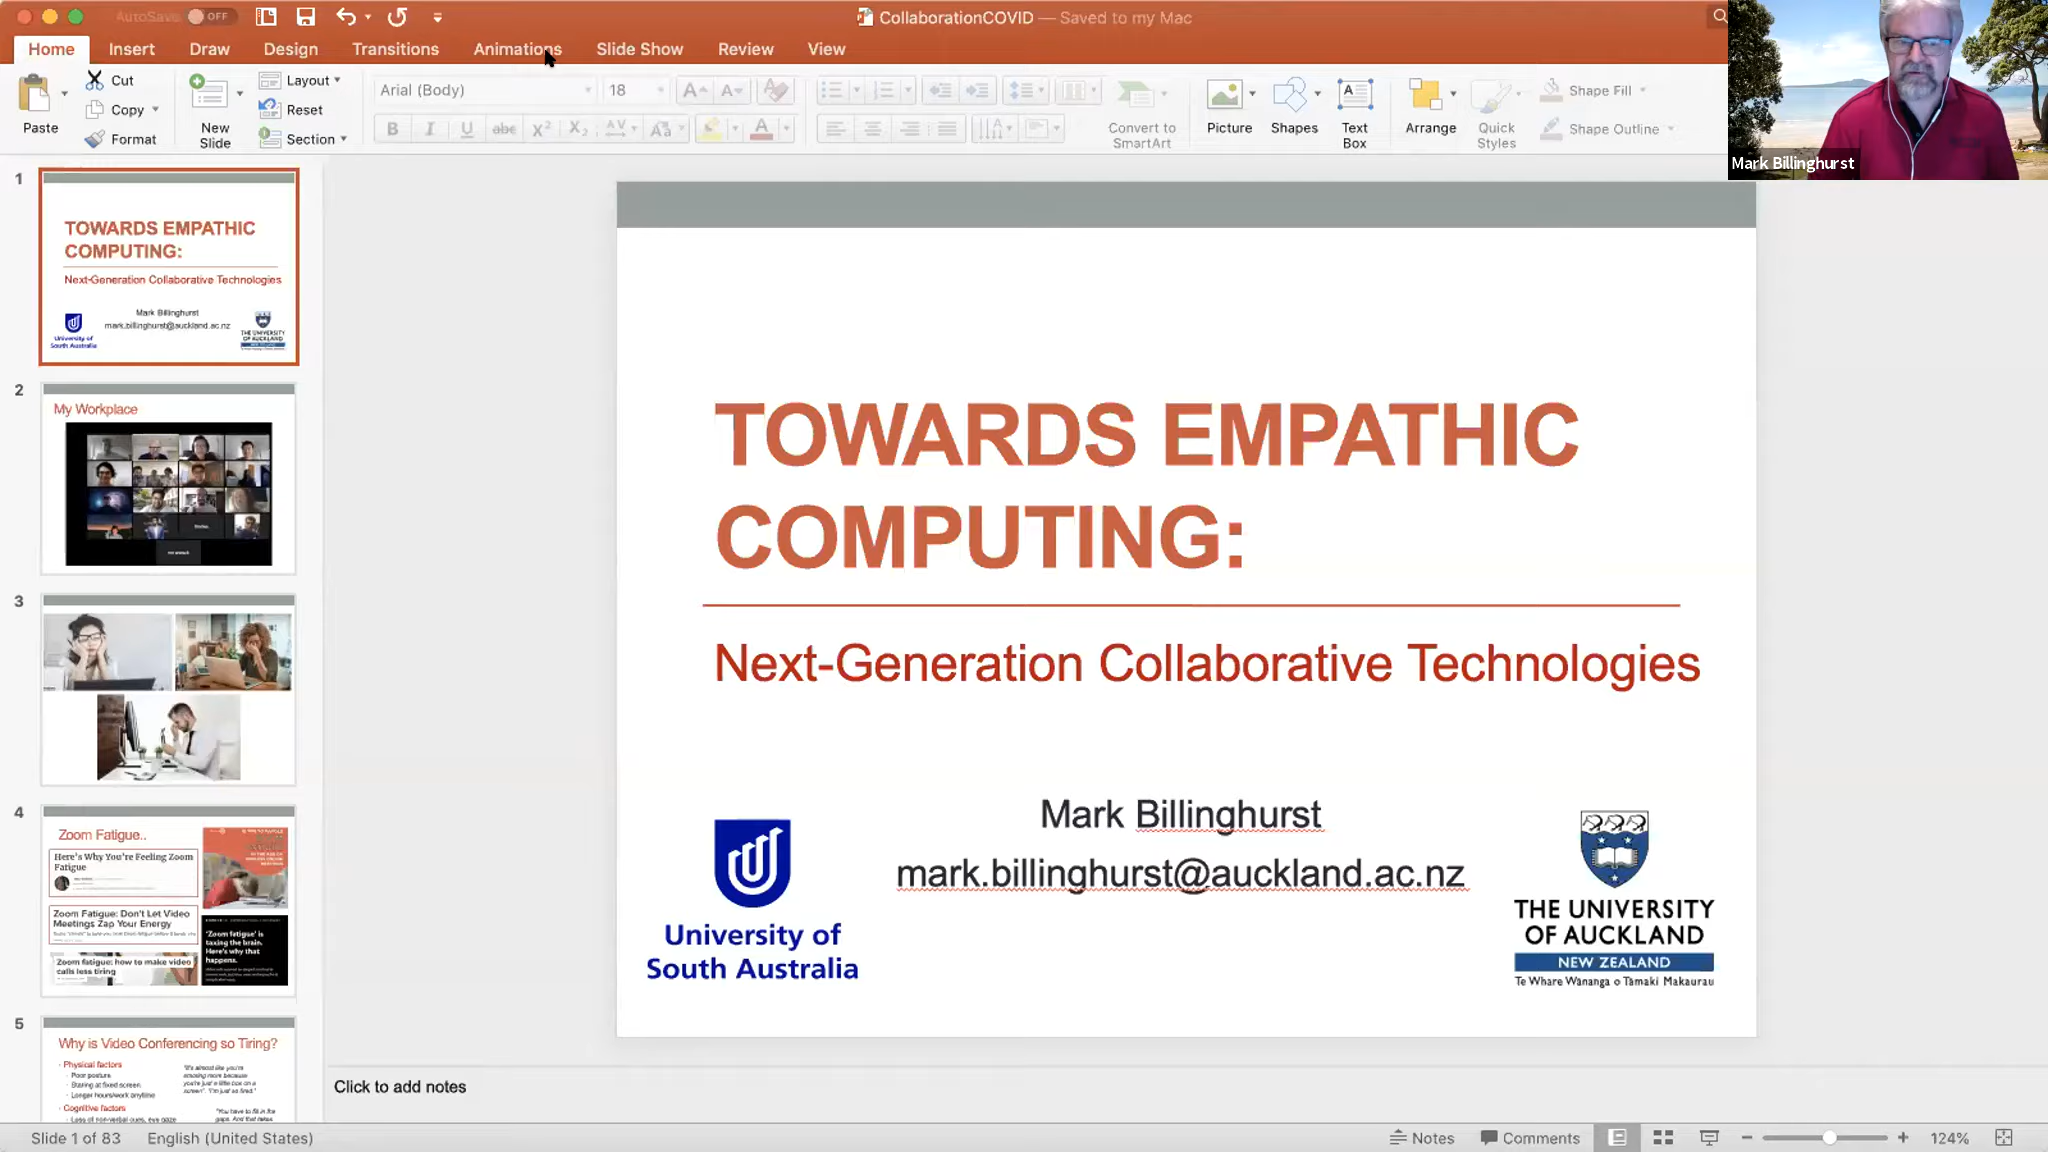 AutoSave OFF
CollaborationCOVID — Saved to my Mac
Home Insert Draw Design Transitions Animations Slide Show Review View
Paste
Cut
Copy
Format
New Slide
Layout
Reset
Section
Arial (Body) 18
Convert to SmartArt
Picture
Shapes
Text Box
Arrange
Quick Styles
Shape Fill
Shape Outline
Mark Billinghurst
1
TOWARDS EMPATHIC
COMPUTING:
Next-Generation Collaborative Technologies
Mark Billinghurst
mark.billinghurst@auckland.ac.nz
University of
South Australia
THE UNIVERSITY
OF AUCKLAND
2
My Workplace
3
4
Zoom Fatigue..
Here's Why You're Feeling Zoom
Fatigue
Zoom Fatigue: Don't Let Video
Meetings Zap Your Energy
Zoom fatigue: how to make video
calls less tiring
'Zoom fatigue' is
taxing the brain.
Here's why that
happens.
5
Why is Video Conferencing so Tiring?
Physical factors
Poor posture
Staring at fixed screen
Longer hours/work anytime
Cognitive factors
Loss of non-verbal cues, eye gaze
TOWARDS EMPATHIC
COMPUTING:
Next-Generation Collaborative Technologies
Mark Billinghurst
mark.billinghurst@auckland.ac.nz
University of
South Australia
THE UNIVERSITY
OF AUCKLAND
NEW ZEALAND
Te Whare Wananga o Tamaki Makaurau
Click to add notes
Slide 1 of 83 English (United States)
Notes Comments 124%